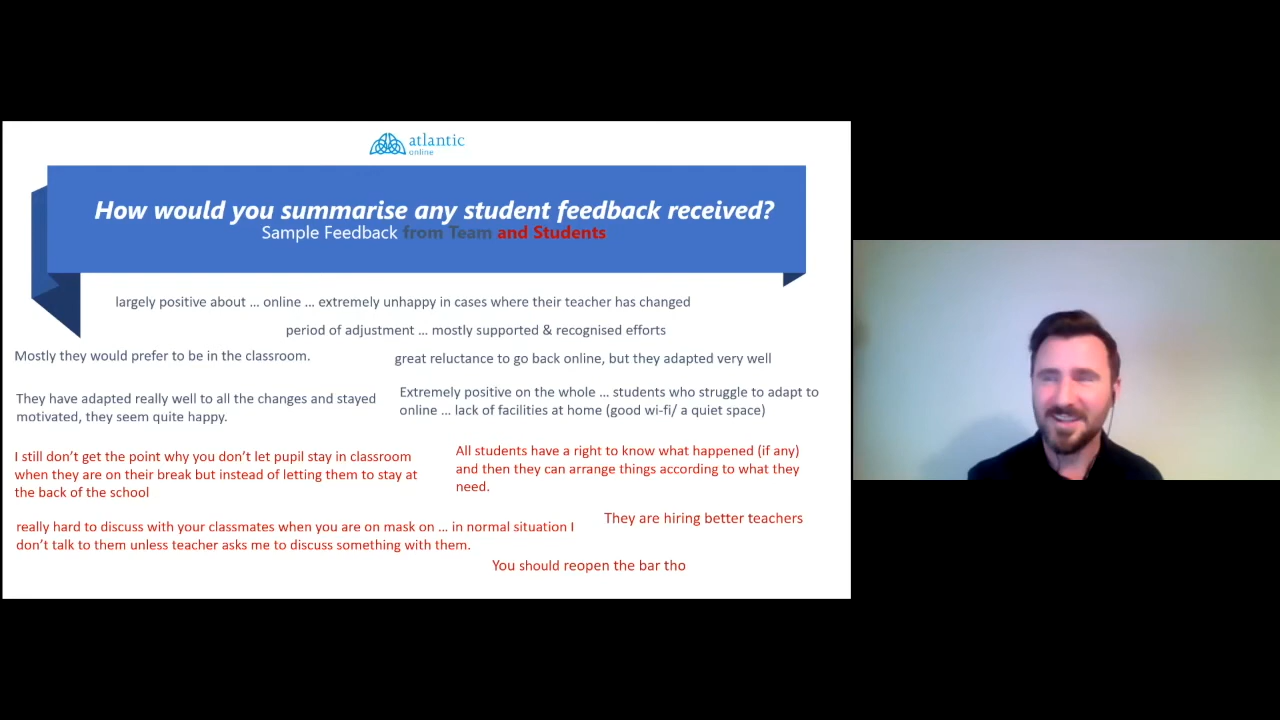 atlantic
online
How would you summarise any student feedback received?
Sample Feedback from Team and Students
largely positive about ... online ... extremely unhappy in cases where their teacher has changed
period of adjustment ... mostly supported & recognised efforts
Mostly they would prefer to be in the classroom.
great reluctance to go back online, but they adapted very well
They have adapted really well to all the changes and stayed
motivated, they seem quite happy.
Extremely positive on the whole ... students who struggle to adapt to
online ... lack of facilities at home (good wi-fi/ a quiet space)
I still don't get the point why you don't let pupil stay in classroom
when they are on their break but instead of letting them to stay at
the back of the school
All students have a right to know what happened (if any)
and then they can arrange things according to what they
need.
They are hiring better teachers
really hard to discuss with your classmates when you are on mask on ... in normal situation I
don't talk to them unless teacher asks me to discuss something with them.
You should reopen the bar tho